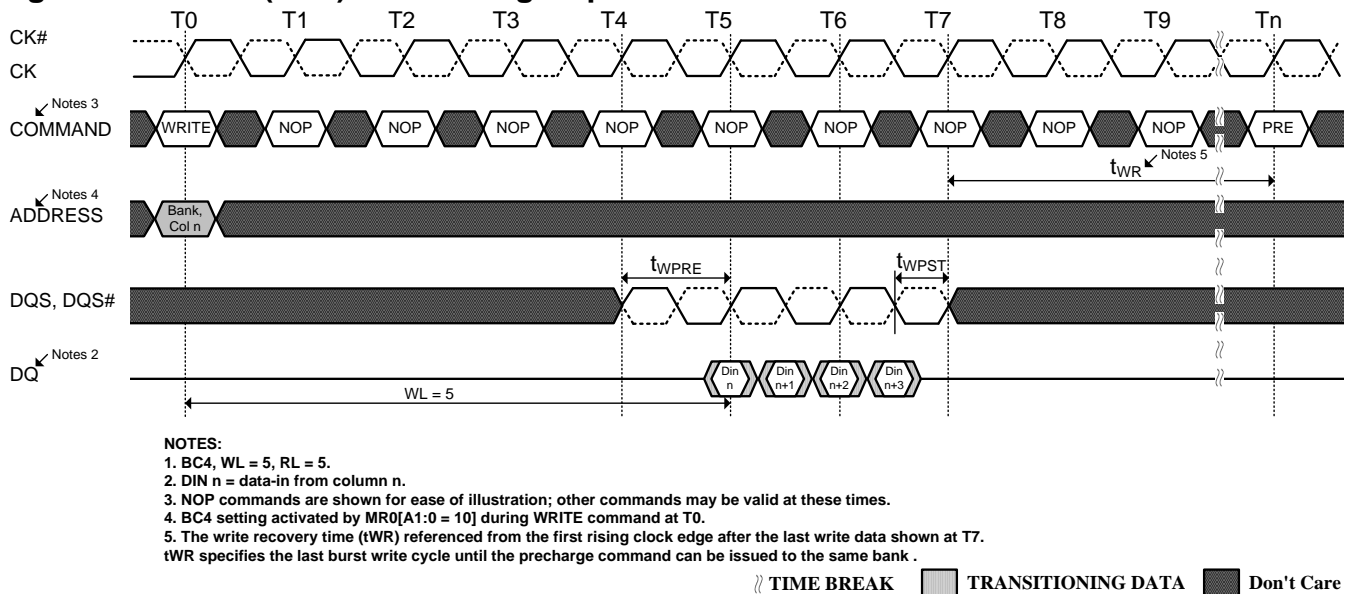 T0 T1 T2 T3 T4 T5 T6 T7 T8 T9 Tn
CK#
CK
Notes 3
COMMAND
WRITE NOP NOP NOP NOP NOP NOP NOP NOP NOP PRE
tWR Notes 5
Notes 4
ADDRESS
Bank,
Col n
tWPRE tWPST
DQS, DQS#
Notes 2
DQ
Din
n
Din
n+1
Din
n+2
Din
n+3
WL = 5
NOTES:
1. BC4, WL = 5, RL = 5.
2. DIN n = data-in from column n.
3. NOP commands are shown for ease of illustration; other commands may be valid at these times.
4. BC4 setting activated by MR0[A1:0 = 10] during WRITE command at T0.
5. The write recovery time (tWR) referenced from the first rising clock edge after the last write data shown at T7.
tWR specifies the last burst write cycle until the precharge command can be issued to the same bank .
TIME BREAK TRANSITIONING DATA Don't Care